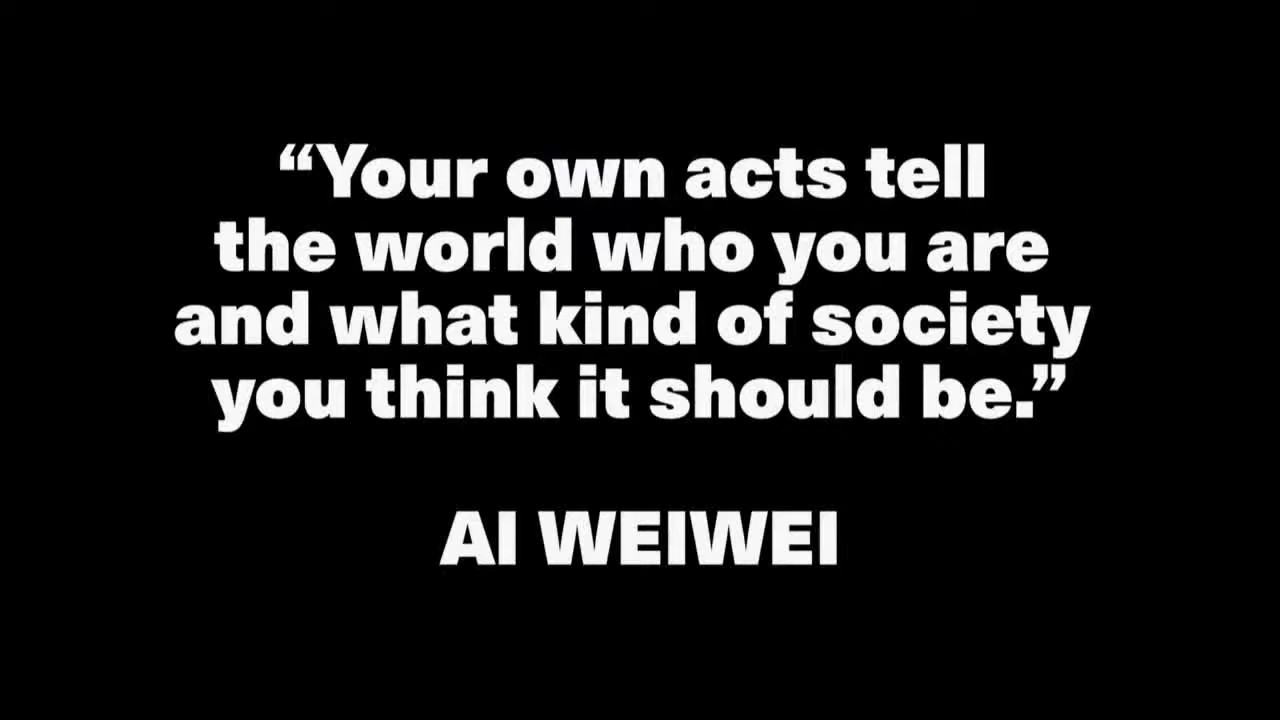 “Your own acts tell
the world who you are
and what kind of society
you think it should be.”
AI WEIWEI